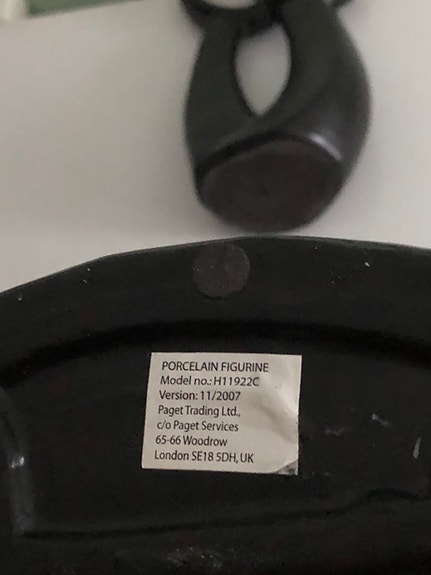 PORCELAIN FIGURINE
Model no.: H11922C
Version: 11/2007
Paget Trading Ltd.,
c/o Paget Services
65-66 Woodrow
London SE18 5DH, UK